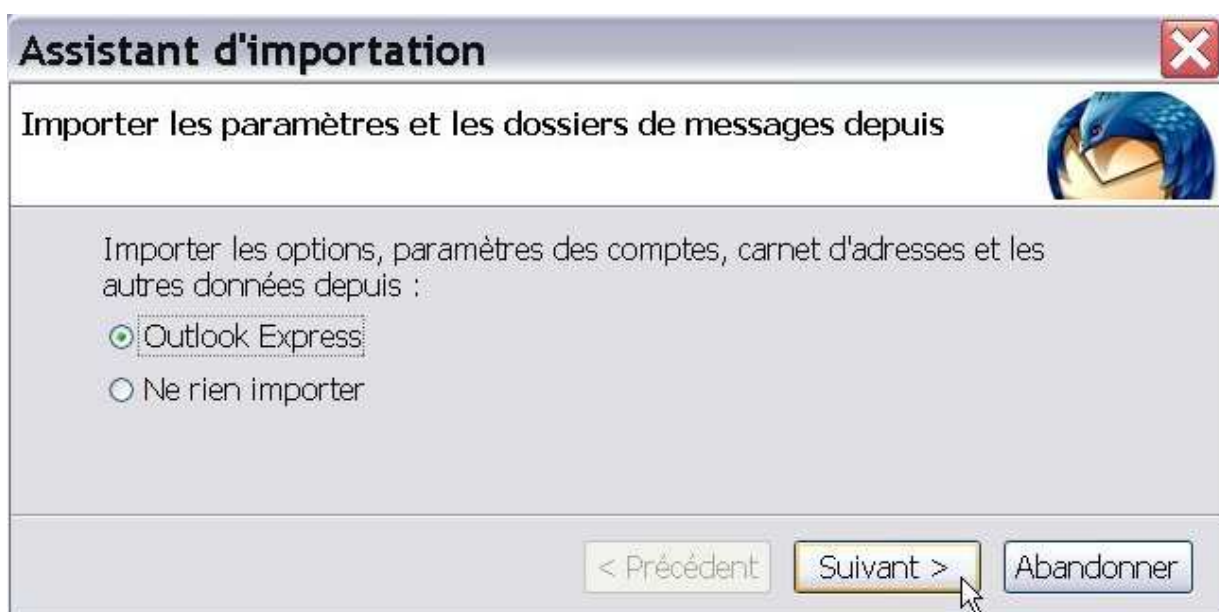 Assistant d'importation
Importer les paramètres et les dossiers de messages depuis
Importer les options, paramètres des comptes, carnet d'adresses et les
autres données depuis :
Outlook Express
Ne rien importer
< Précédent Suivant > Abandonner